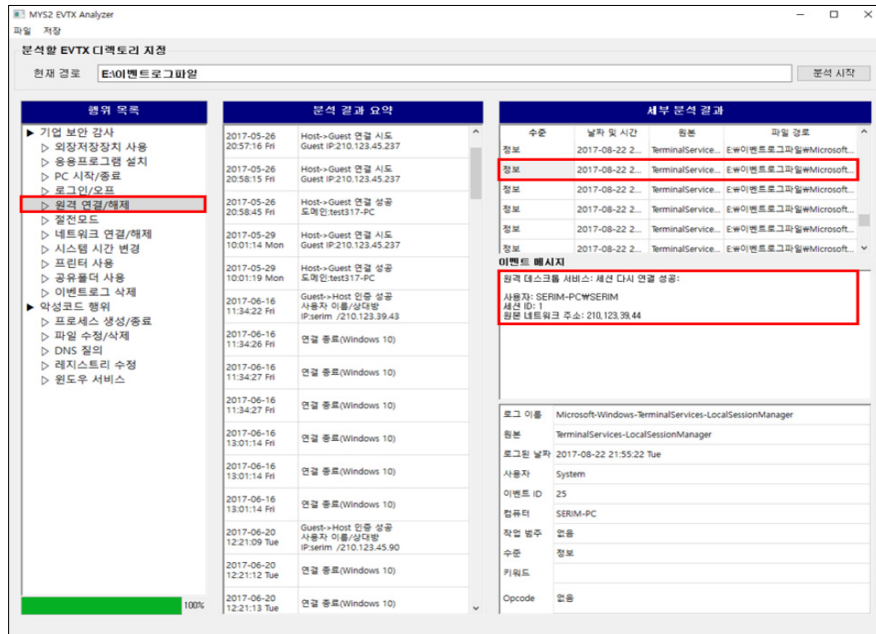 MYS2 EVTX Analyzer
파일 저장
분석할 EVTX 디렉토리 지정
현재 경로 E:\이벤트로그파일 분석 시작
행위 목록
▶ 기업 보안 감사
▷ 외장저장장치 사용
▷ 응용프로그램 설치
▷ PC 시작/종료
▷ 로그인/오프
▷ 원격 연결/해제
▷ 절전모드
▷ 네트워크 연결/해제
▷ 시스템 시간 변경
▷ 프린터 사용
▷ 공유폴더 사용
▷ 이벤트로그 삭제
▶ 악성코드 행위
▷ 프로세스 생성/종료
▷ 파일 수정/삭제
▷ DNS 질의
▷ 레지스트리 수정
▷ 윈도우 서비스
100%
분석 결과 요약
2017-05-26 Host->Guest 연결 시도
20:57:16 Fri Guest IP:210.123.45.237
2017-05-26 Host->Guest 연결 시도
20:58:15 Fri Guest IP:210.123.45.237
2017-05-26 Host->Guest 연결 성공
20:58:45 Fri 도메인:test317-PC
2017-05-29 Host->Guest 연결 시도
10:01:14 Mon Guest IP:210.123.45.237
2017-05-29 Host->Guest 연결 성공
10:01:19 Mon 도메인:test317-PC
2017-06-16 Guest->Host 인증 성공
11:34:22 Fri 사용자 이름/상대방
IP:serim /210.123.39.43
2017-06-16
11:34:26 Fri 연결 종료(Windows 10)
2017-06-16
11:34:27 Fri 연결 종료(Windows 10)
2017-06-16
11:34:27 Fri 연결 종료(Windows 10)
2017-06-16
13:01:14 Fri 연결 종료(Windows 10)
2017-06-16
13:01:14 Fri 연결 종료(Windows 10)
2017-06-16
13:01:14 Fri 연결 종료(Windows 10)
2017-06-20 Guest->Host 인증 성공
12:21:09 Tue 사용자 이름/상대방
IP:serim /210.123.45.90
2017-06-20
12:21:12 Tue 연결 종료(Windows 10)
2017-06-20
12:21:13 Tue 연결 종료(Windows 10)
세부 분석 결과
수준 날짜 및 시간 원본 파일 경로
정보 2017-08-22 2... TerminalService... E:₩이벤트로그파일₩Microsoft...
정보 2017-08-22 2... TerminalService... E:₩이벤트로그파일₩Microsoft...
정보 2017-08-22 2... TerminalService... E:₩이벤트로그파일₩Microsoft...
정보 2017-08-22 2... TerminalService... E:₩이벤트로그파일₩Microsoft...
정보 2017-08-22 2... TerminalService... E:₩이벤트로그파일₩Microsoft...
정보 2017-08-22 2... TerminalService... E:₩이벤트로그파일₩Microsoft...
이벤트 메시지
원격 데스크톱 서비스: 세션 다시 연결 성공:
사용자: SERIM-PC₩SERIM
세션 ID: 1
원본 네트워크 주소: 210.123.39.44
로그 이름 Microsoft-Windows-TerminalServices-LocalSessionManager
원본 TerminalServices-LocalSessionManager
로그된 날짜 2017-08-22 21:55:22 Tue
사용자 System
이벤트 ID 25
컴퓨터 SERIM-PC
작업 범주 없음
수준 정보
키워드
Opcode 없음